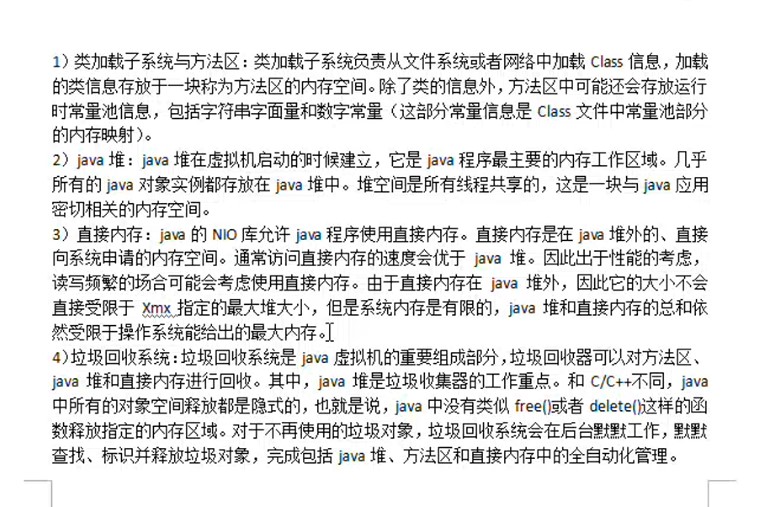 1）类加载子系统与方法区：类加载子系统负责从文件系统或者网络中加载 Class 信息，加载
的类信息存放于一块称为方法区的内存空间。除了类的信息外，方法区中可能还会存放运行
时常量池信息，包括字符串字面量和数字常量（这部分常量信息是 Class 文件中常量池部分
的内存映射）。
2）java 堆：java 堆在虚拟机启动的时候建立，它是 java 程序最主要的内存工作区域。几乎
所有的 java 对象实例都存放在 java 堆中。堆空间是所有线程共享的，这是一块与 java 应用
密切相关的内存空间。
3）直接内存：java 的 NIO 库允许 java 程序使用直接内存。直接内存是在 java 堆外的、直接
向系统申请的内存空间。通常访问直接内存的速度会优于 java 堆。因此出于性能的考虑，
读写频繁的场合可能会考虑使用直接内存。由于直接内存在 java 堆外，因此它的大小不会
直接受限于 Xmx 指定的最大堆大小，但是系统内存是有限的，java 堆和直接内存的总和依
然受限于操作系统能给出的最大内存。
4）垃圾回收系统：垃圾回收系统是 java 虚拟机的重要组成部分，垃圾回收器可以对方法区、
java 堆和直接内存进行回收。其中，java 堆是垃圾收集器的工作重点。和 C/C++不同，java
中所有的对象空间释放都是隐式的，也就是说，java 中没有类似 free()或者 delete()这样的函
数释放指定的内存区域。对于不再使用的垃圾对象，垃圾回收系统会在后台默默工作，默默
查找、标识并释放垃圾对象，完成包括 java 堆、方法区和直接内存中的全自动化管理。